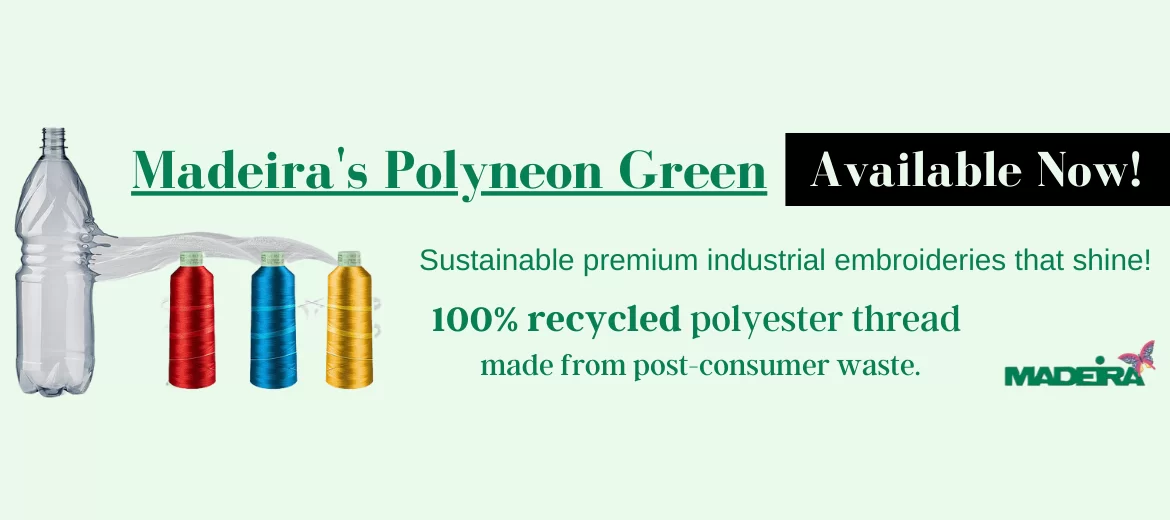 Madeira's Polyneon Green
Available Now!
Sustainable premium industrial embroideries that shine!
100% recycled polyester thread
made from post-consumer waste.
MADEIRA